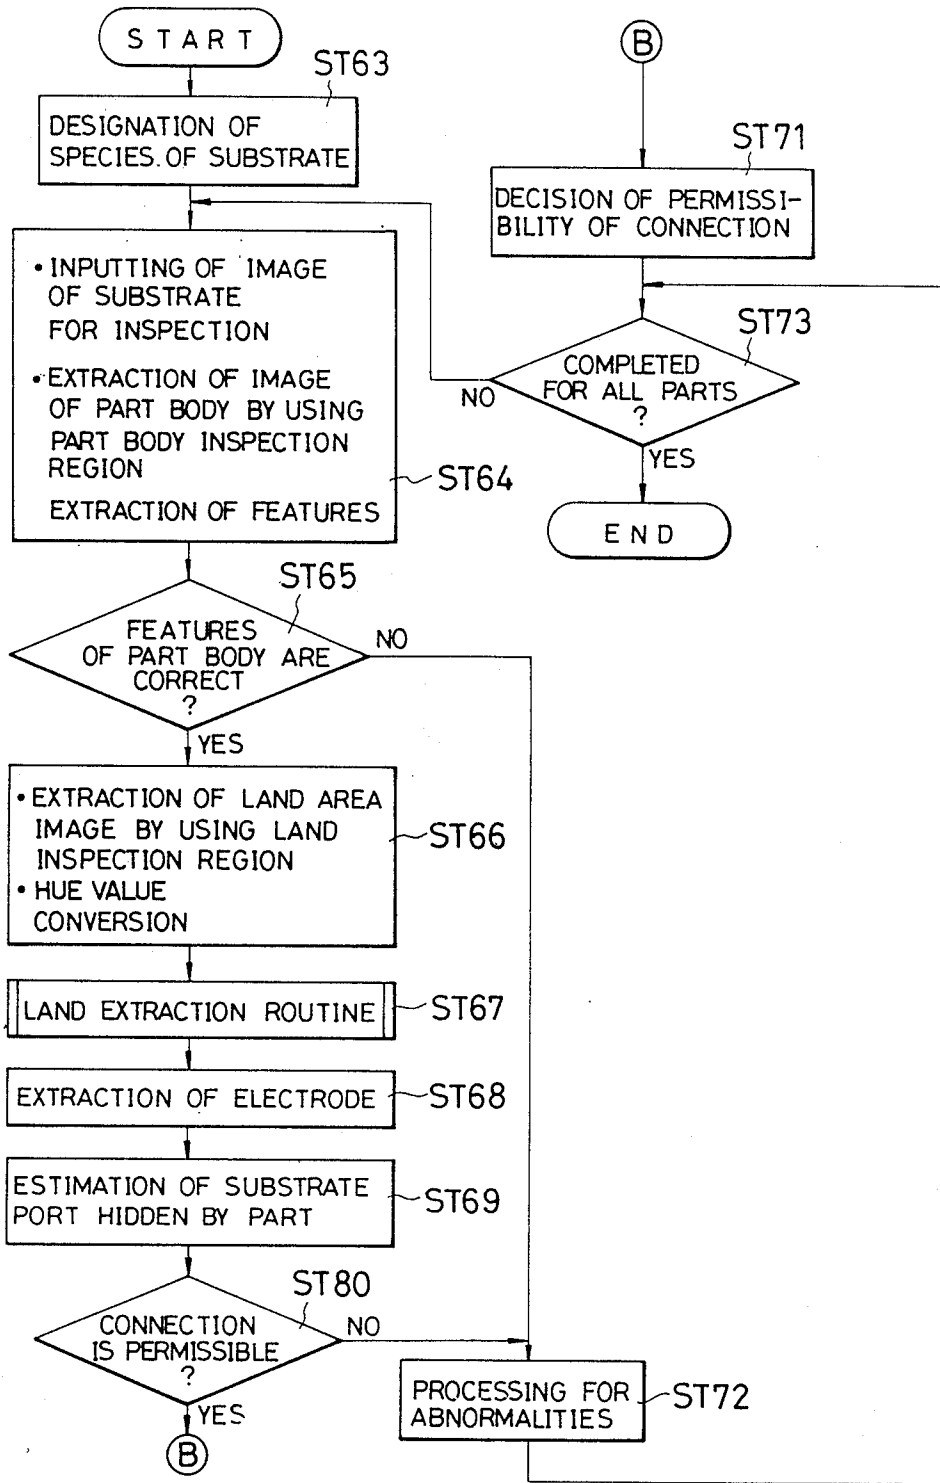 START
ST63
DESIGNATION OF
SPECIES. OF SUBSTRATE
• INPUTTING OF IMAGE
OF SUBSTRATE
FOR INSPECTION
• EXTRACTION OF IMAGE
OF PART BODY BY USING
PART BODY INSPECTION
REGION
EXTRACTION OF FEATURES
ST64
ST65
FEATURES
OF PART BODY ARE
CORRECT
?
NO
YES
• EXTRACTION OF LAND AREA
IMAGE BY USING LAND
INSPECTION REGION
• HUE VALUE
CONVERSION
ST66
LAND EXTRACTION ROUTINE
ST67
EXTRACTION OF ELECTRODE
ST68
ESTIMATION OF SUBSTRATE
PORT HIDDEN BY PART
ST69
ST80
CONNECTION
IS PERMISSIBLE
?
NO
YES
B
PROCESSING FOR
ABNORMALITIES
ST72
B
ST71
DECISION OF PERMISSI-
BILITY OF CONNECTION
ST73
COMPLETED
FOR ALL PARTS
?
NO
YES
END